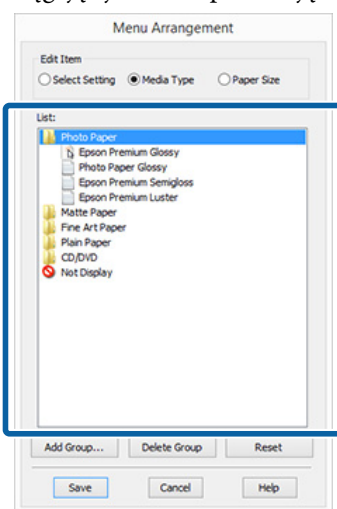 Menu Arrangement
Edit Item
Select Setting Media Type Paper Size
List:
Photo Paper
Epson Premium Glossy
Photo Paper Glossy
Epson Premium Semigloss
Epson Premium Luster
Matte Paper
Fine Art Paper
Plain Paper
CD/DVD
Not Display
Add Group... Delete Group Reset
Save Cancel Help